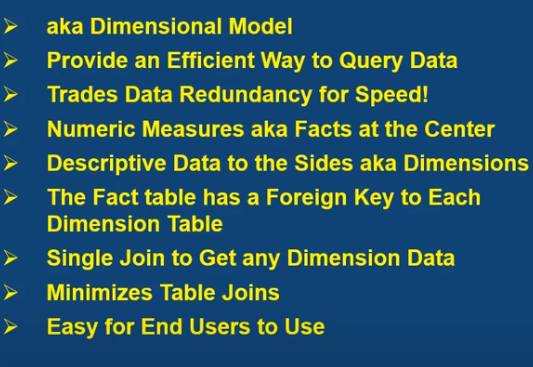 aka Dimensional Model
Provide an Efficient Way to Query Data
Trades Data Redundancy for Speed!
Numeric Measures aka Facts at the Center
Descriptive Data to the Sides aka Dimensions
The Fact table has a Foreign Key to Each
Dimension Table
Single Join to Get any Dimension Data
Minimizes Table Joins
Easy for End Users to Use